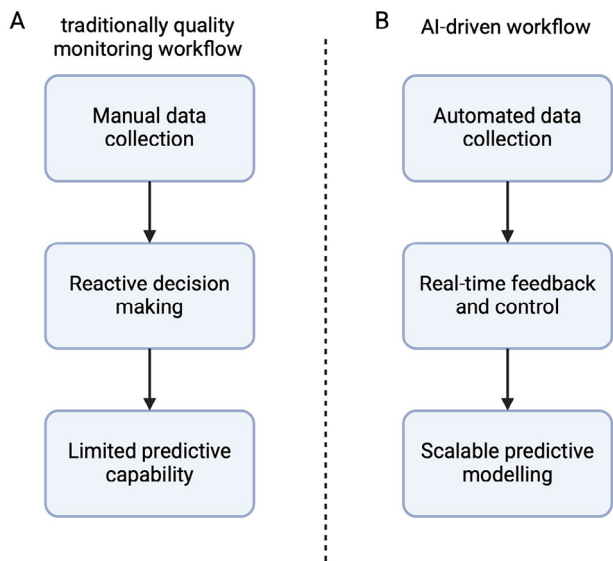 A
traditionally quality
monitoring workflow
Manual data
collection
Reactive decision
making
Limited predictive
capability
B
AI-driven workflow
Automated data
collection
Real-time feedback
and control
Scalable predictive
modelling